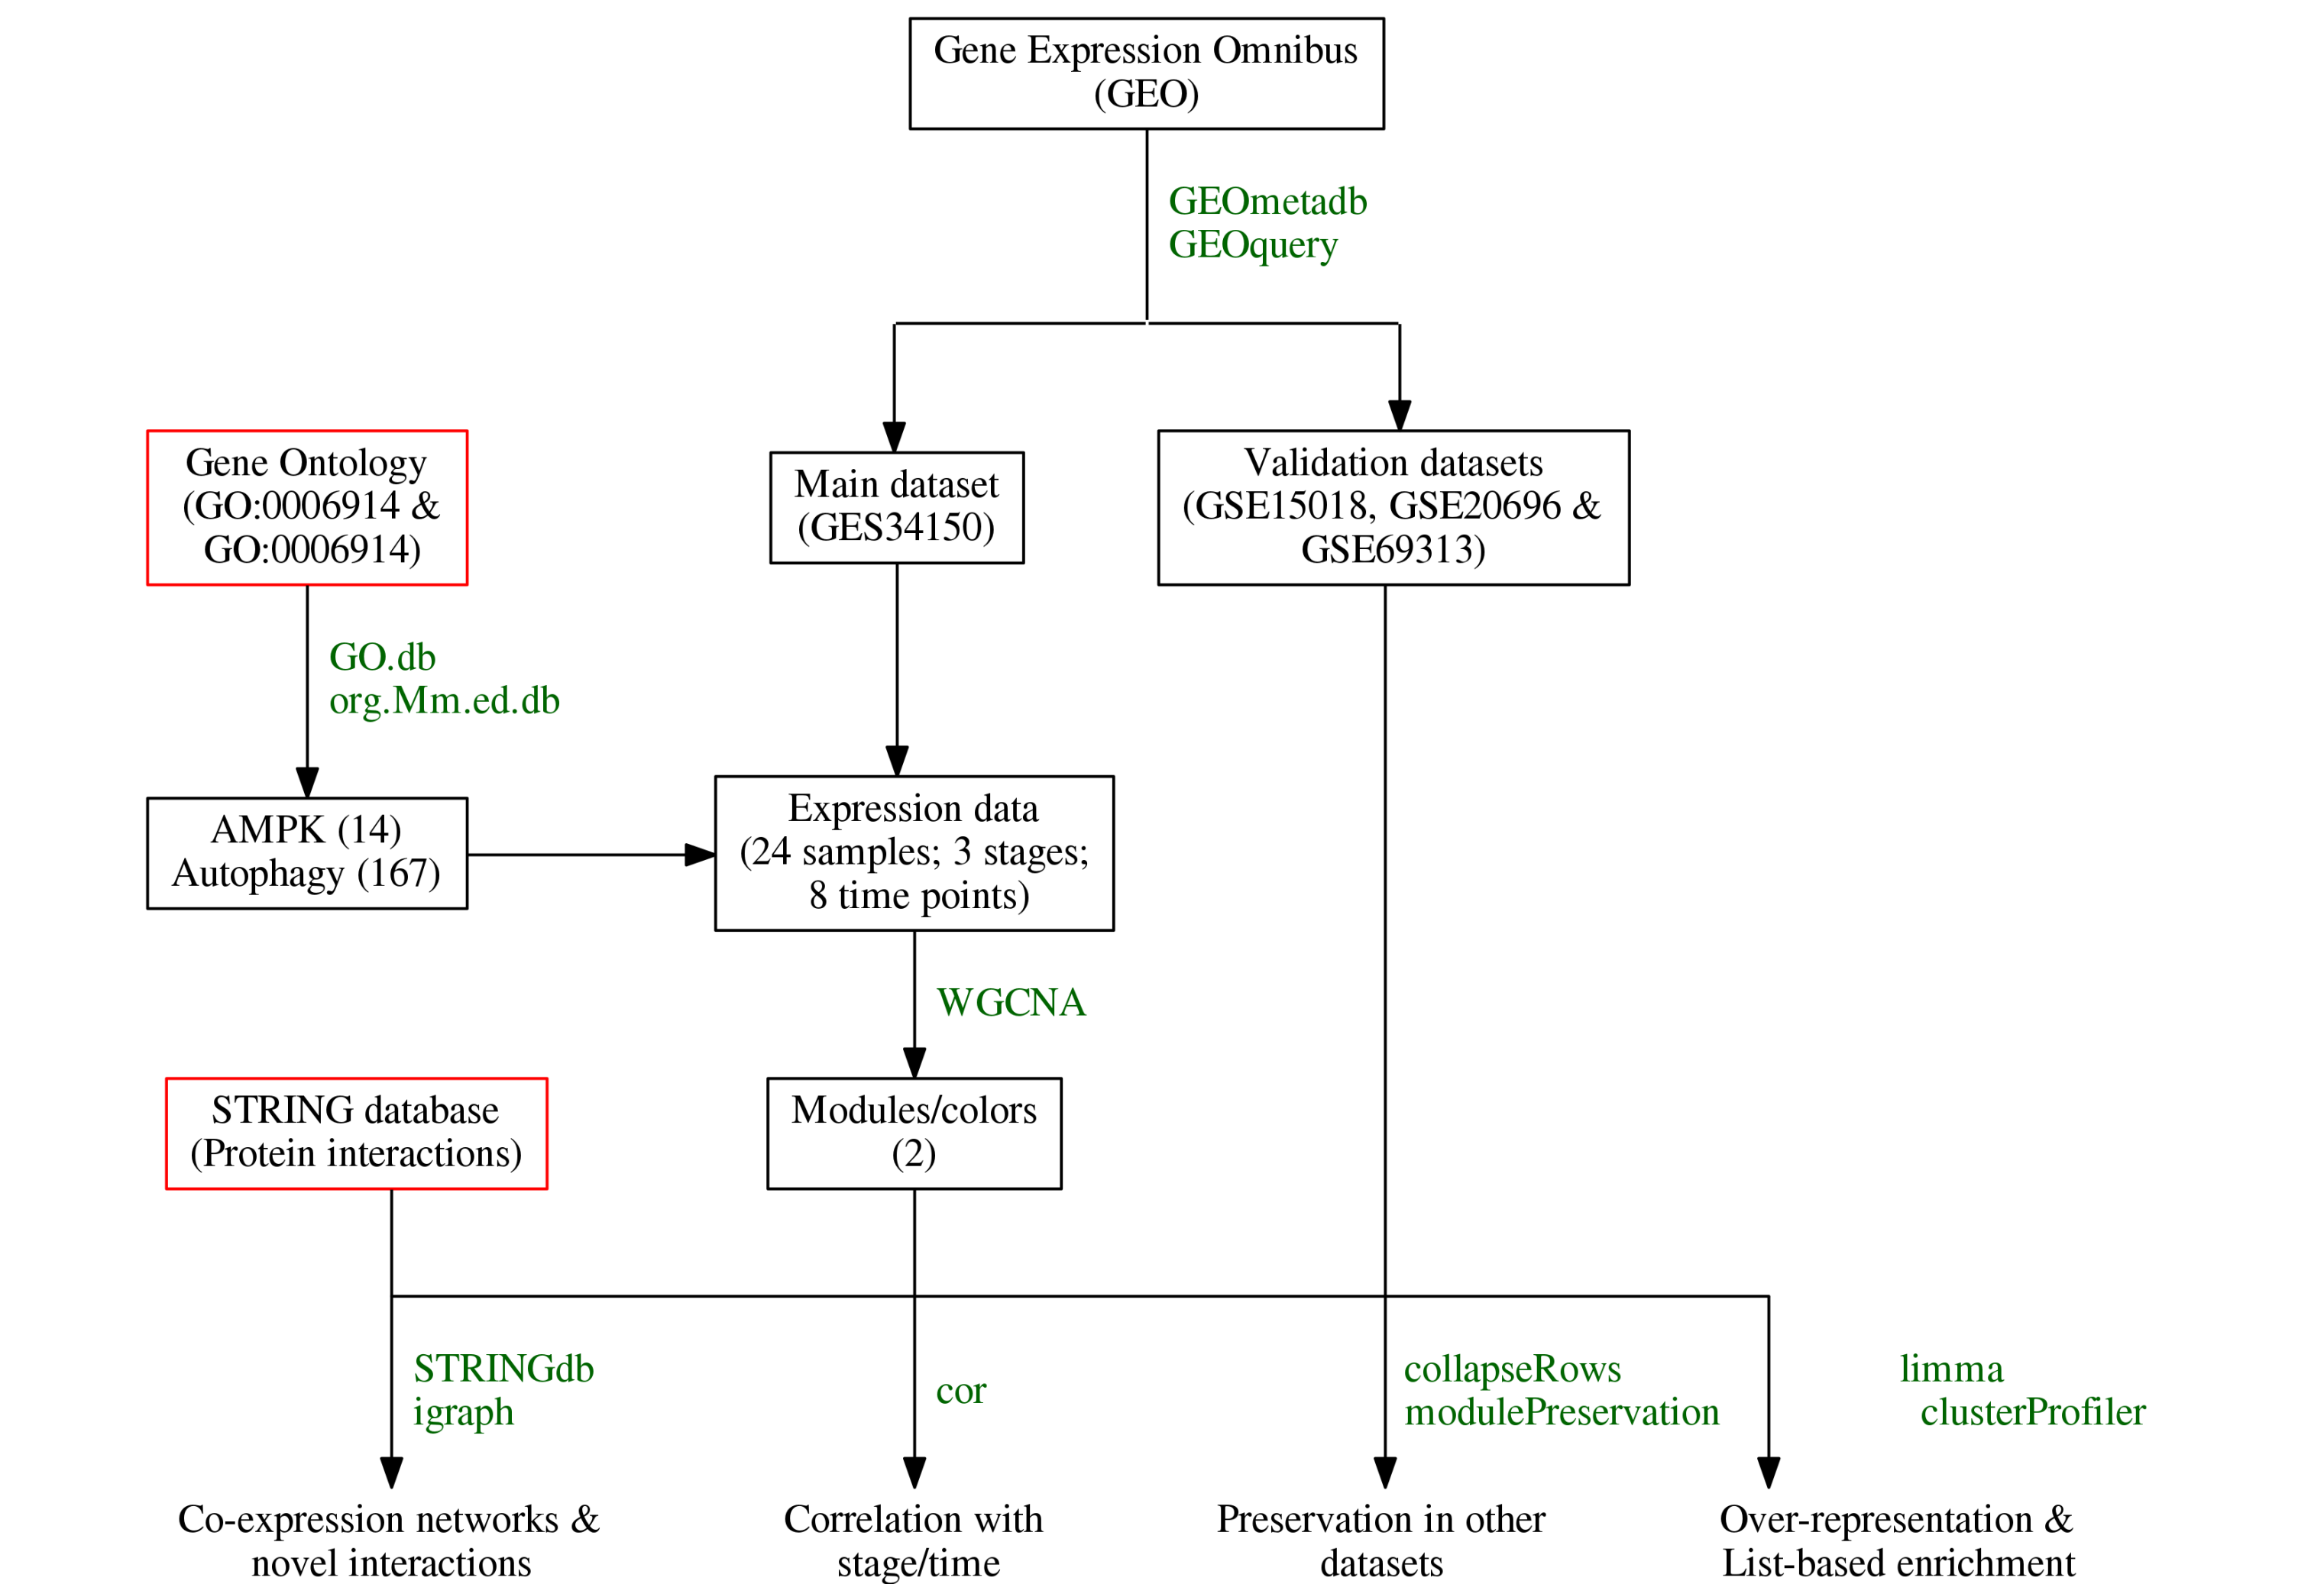 Gene Expression Omnibus
(GEO)
GEOmetadb
GEOquery
Gene Ontology
(GO:0006914 &
GO:0006914)
Main dataset
(GES34150)
Validation datasets
(GSE15018, GSE20696 &
GSE69313)
GO.db
org.Mm.ed.db
AMPK (14)
Autophagy (167)
Expression data
(24 samples; 3 stages;
8 time points)
WGCNA
STRING database
(Protein interactions)
Modules/colors
(2)
STRINGdb
igraph
cor
collapseRows
modulePreservation
limma
clusterProfiler
Co-expression networks &
novel interactions
Correlation with
stage/time
Preservation in other
datasets
Over-representation &
List-based enrichment